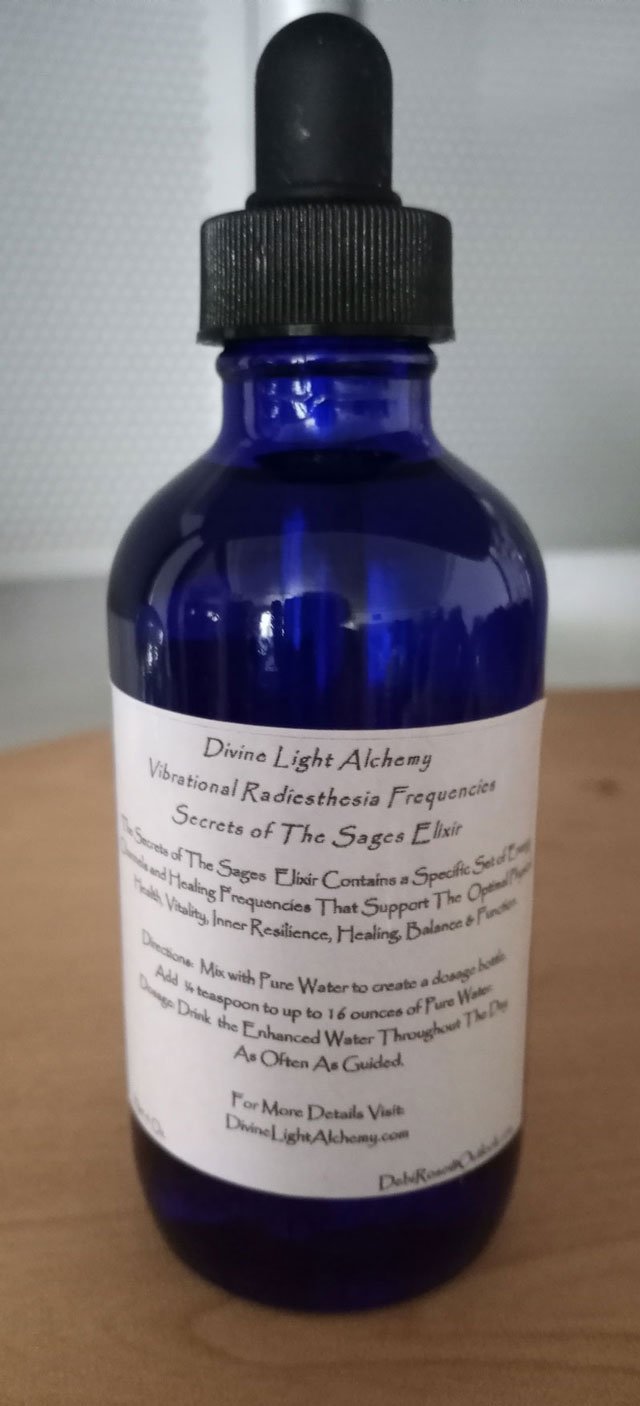 Divine Light Alchemy
Vibrational Radiesthesia Frequencies
Secrets of The Sages Elixir
The Secrets of The Sages Elixir Contains a Specific Set of Energy
Channels and Healing Frequencies That Support The Optimal
Health, Vitality, Inner Resilience, Healing, Balance & Function.
Directions: Mix with Pure Water to create a dosage bottle.
Add ¼ teaspoon to up to 16 ounces of Pure Water.
Dosage: Drink the Enhanced Water Throughout The Day
As Often As Guided.
For More Details Visit:
DivineLightAlchemy.com